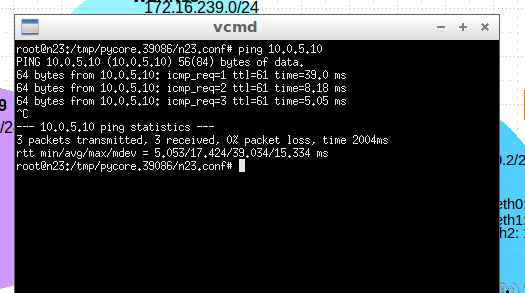 172.16.239.0/24
vcmd
root@n23:/tmp/pycore.39086/n23.conf# ping 10.0.5.10
PING 10.0.5.10 (10.0.5.10) 56(84) bytes of data.
64 bytes from 10.0.5.10: icmp_req=1 ttl=61 time=39.0 ms
64 bytes from 10.0.5.10: icmp_req=2 ttl=61 time=8.18 ms
64 bytes from 10.0.5.10: icmp_req=3 ttl=61 time=5.05 ms
^C
--- 10.0.5.10 ping statistics ---
3 packets transmitted, 3 received, 0% packet loss, time 2004ms
rtt min/avg/max/mdev = 5.053/17.424/39.034/15.334 ms
root@n23:/tmp/pycore.39086/n23.conf#
9
/2
0.2/2
eth0:
eth1:
h2: